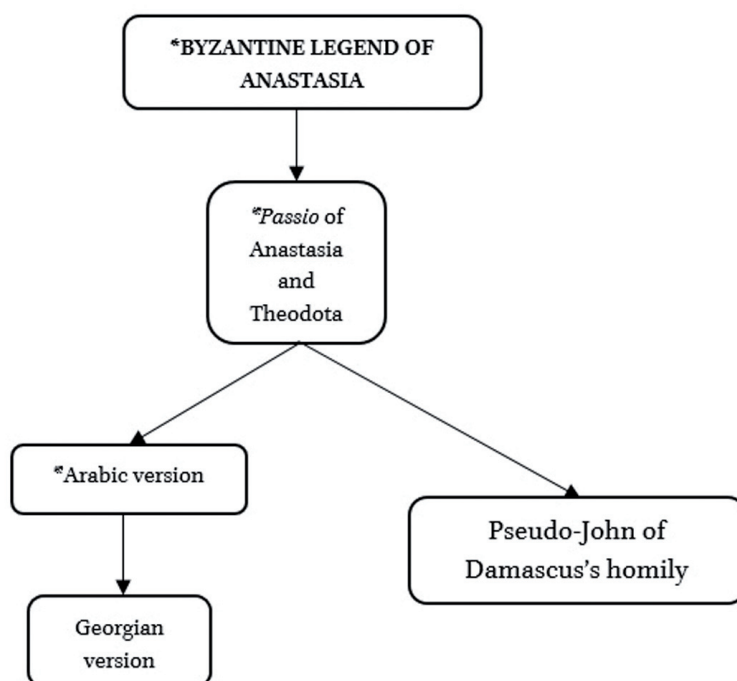 *BYZANTINE LEGEND OF
ANASTASIA
*Passio of
Anastasia
and
Theodota
*Arabic version
Pseudo-John of
Damascus’s homily
Georgian
version